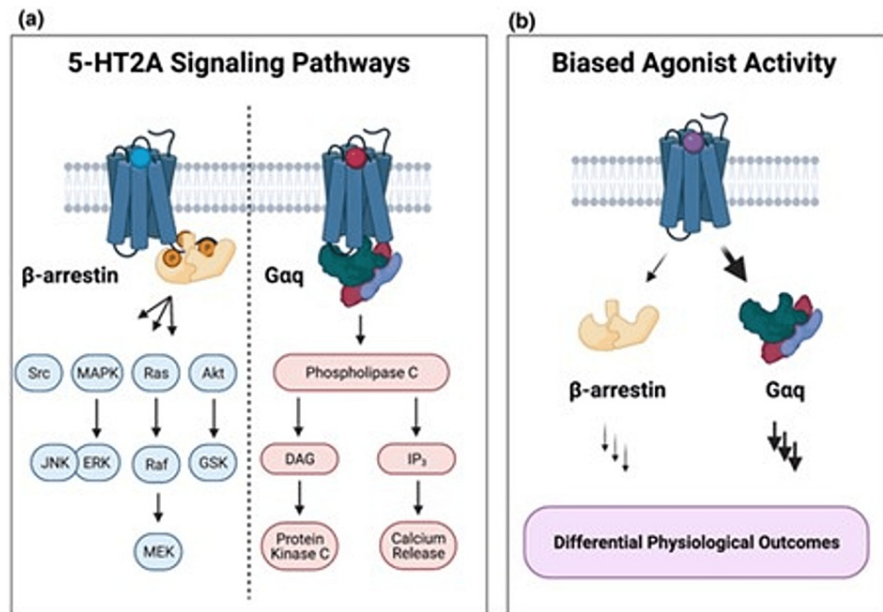 (a)
5-HT2A Signaling Pathways
β-arrestin
Gαq
Src
MAPK
Ras
Akt
Phospholipase C
JNK
ERK
Raf
GSK
DAG
IP₃
MEK
Protein
Kinase C
Calcium
Release
(b)
Biased Agonist Activity
β-arrestin
Gαq
Differential Physiological Outcomes